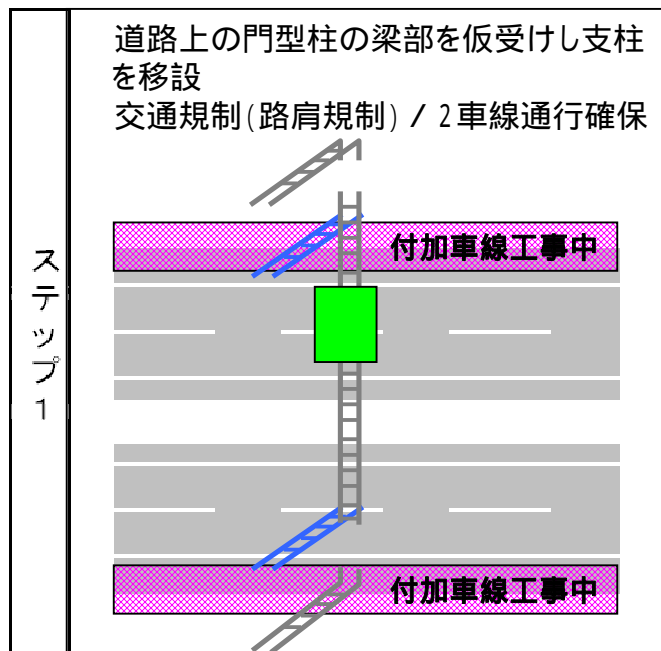 道路上の門型柱の梁部を仮受けし支柱
を移設
交通規制(路肩規制) / 2車線通行確保
ステップ1
付加車線工事中
付加車線工事中